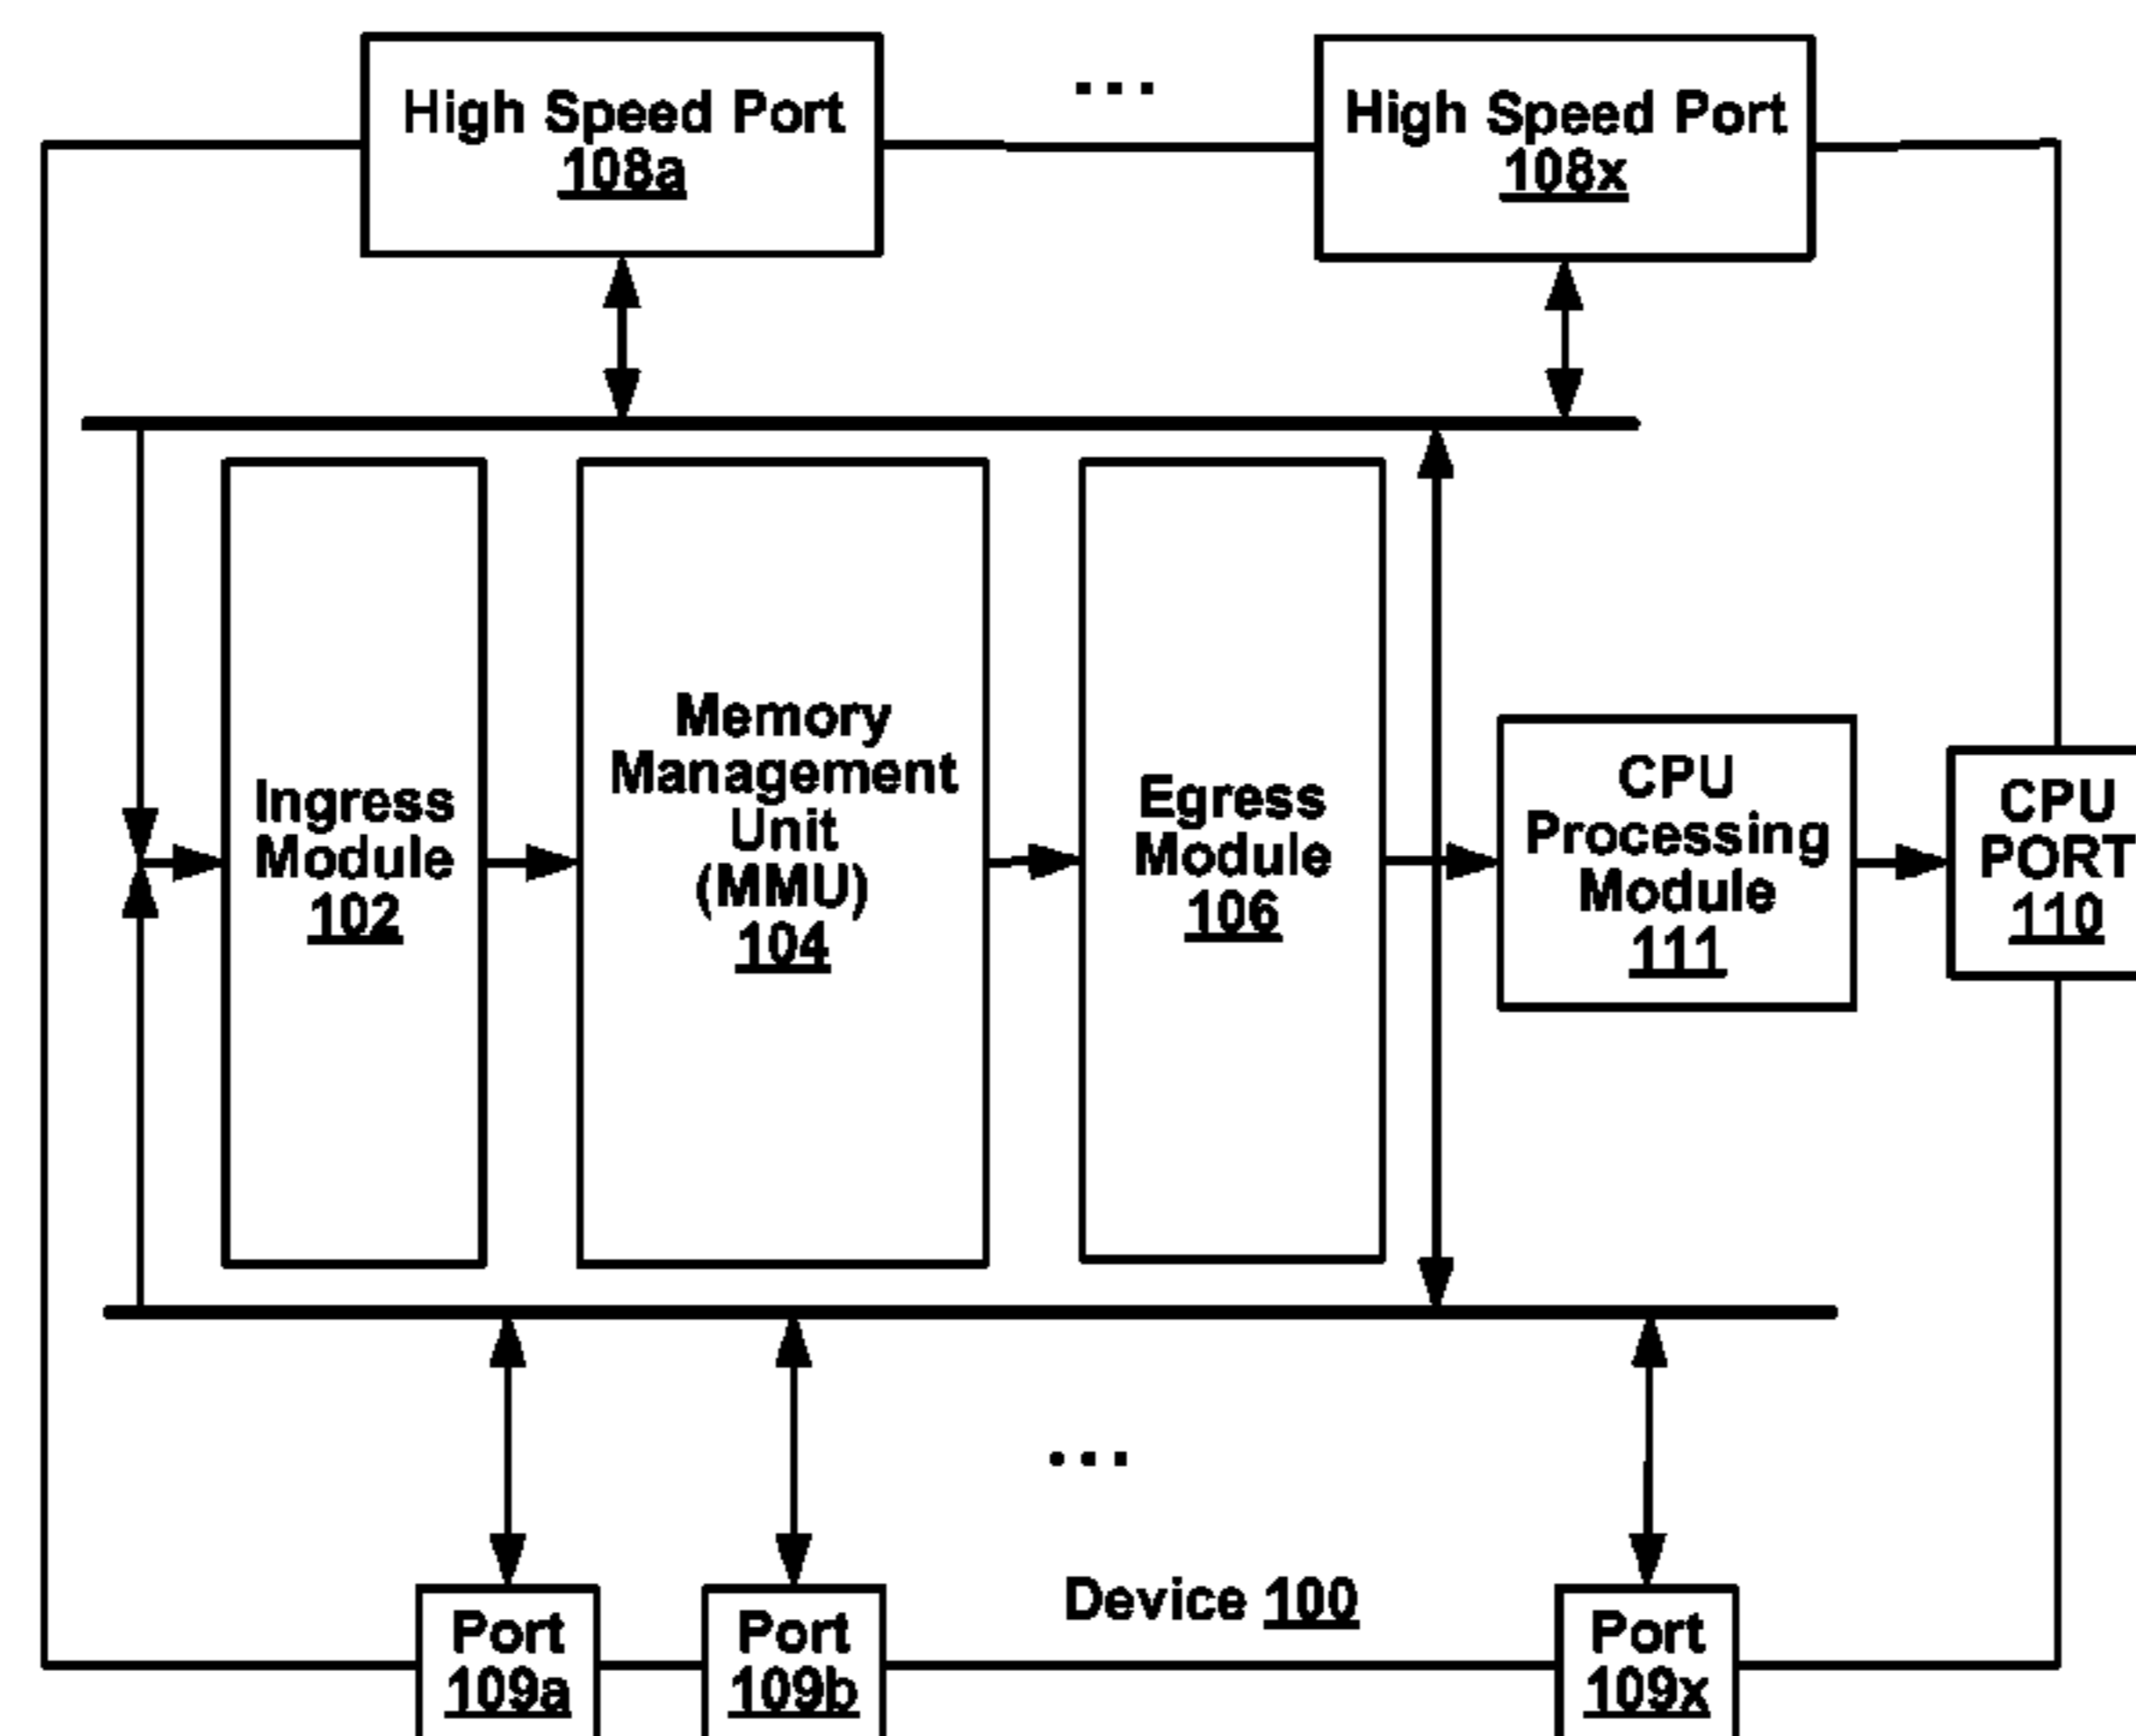 High Speed Port
108a
...
High Speed Port
108x
Ingress
Module
102
Memory
Management
Unit
(MMU)
104
Egress
Module
106
CPU
Processing
Module
111
CPU
PORT
110
...
Device 100
Port
109a
Port
109b
Port
109x